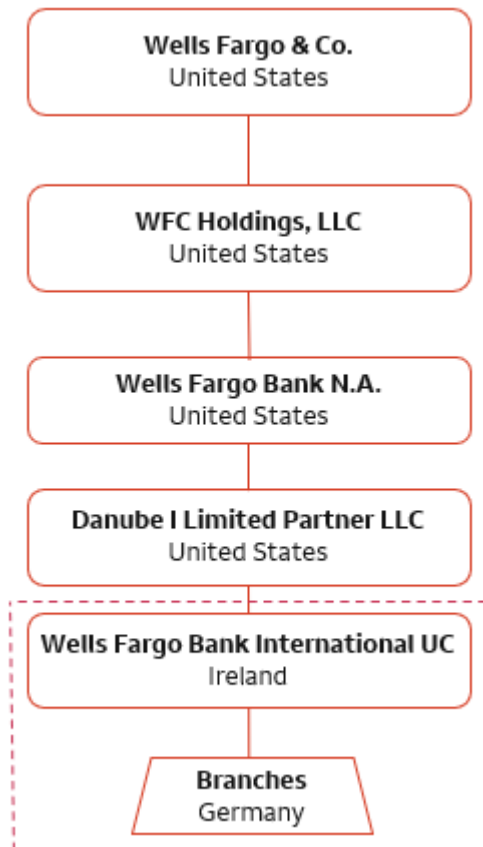 Wells Fargo & Co.
United States
WFC Holdings, LLC
United States
Wells Fargo Bank N.A.
United States
Danube I Limited Partner LLC
United States
Wells Fargo Bank International UC
Ireland
Branches
Germany